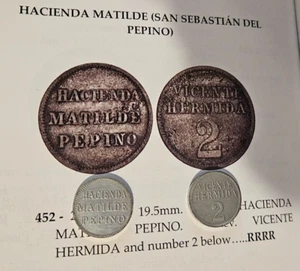 HACIENDA MATILDE (SAN SEBASTIÁN DEL
PEPINO)
HACIENDA
MATILDE
PEPINO
VICENTE
HERMIDA
2
HACIENDA
MATILDE
PEPINO
VICENTE
HERMIDA
2
452 - 19.5mm. HACIENDA
PEPINO. VICENTE
HERMIDA and number 2 below.....RRRR